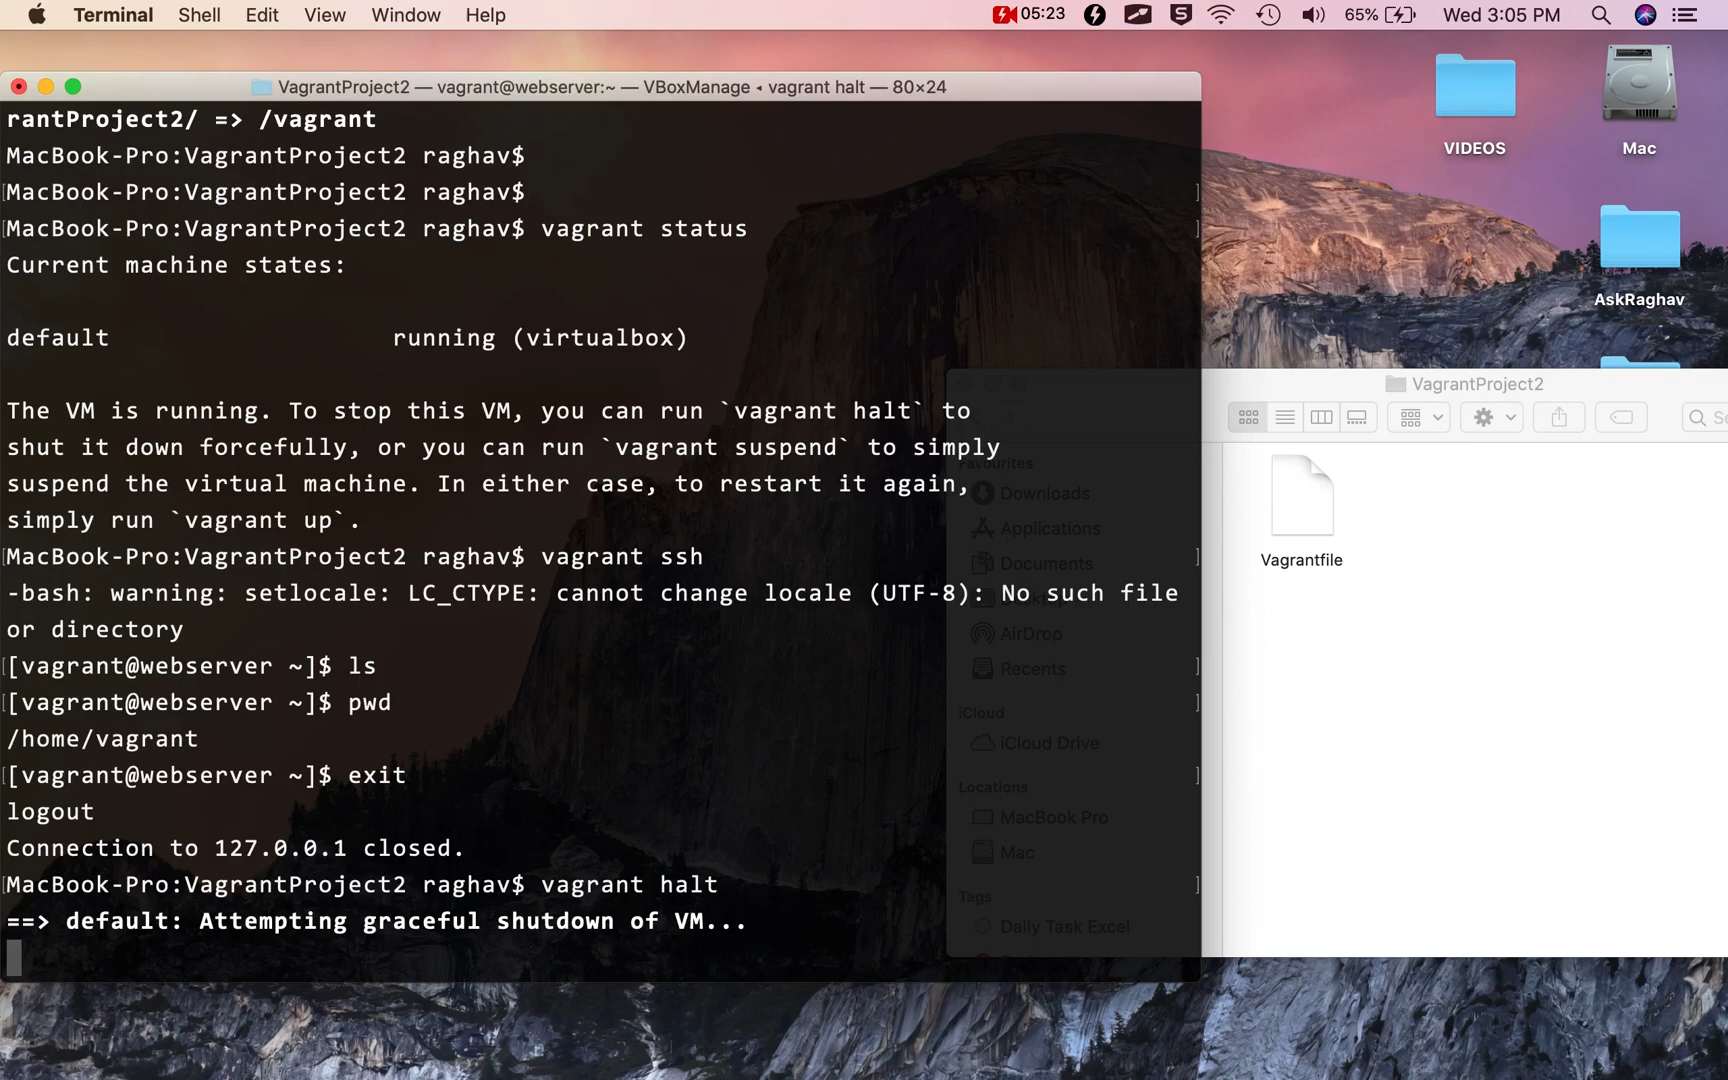 Terminal Shell Edit View Window Help 05:23 65% Wed 3:05 PM
VagrantProject2 — vagrant@webserver:~ — VBoxManage ◂ vagrant halt — 80×24
rantProject2/ => /vagrant
MacBook-Pro:VagrantProject2 raghav$
[MacBook-Pro:VagrantProject2 raghav$ ]
[MacBook-Pro:VagrantProject2 raghav$ vagrant status ]
Current machine states:
default running (virtualbox)
The VM is running. To stop this VM, you can run `vagrant halt` to
shut it down forcefully, or you can run `vagrant suspend` to simply
suspend the virtual machine. In either case, to restart it again,
simply run `vagrant up`.
[MacBook-Pro:VagrantProject2 raghav$ vagrant ssh ]
-bash: warning: setlocale: LC_CTYPE: cannot change locale (UTF-8): No such file
or directory
[[vagrant@webserver ~]$ ls ]
[[vagrant@webserver ~]$ pwd ]
/home/vagrant
[[vagrant@webserver ~]$ exit ]
logout
Connection to 127.0.0.1 closed.
[MacBook-Pro:VagrantProject2 raghav$ vagrant halt ]
==> default: Attempting graceful shutdown of VM...
VIDEOS
Mac
AskRaghav
VagrantProject2
Favourites
Downloads
Applications
Documents
AirDrop
Recents
iCloud
iCloud Drive
Locations
MacBook Pro
Mac
Tags
Daily Task Excel
Vagrantfile